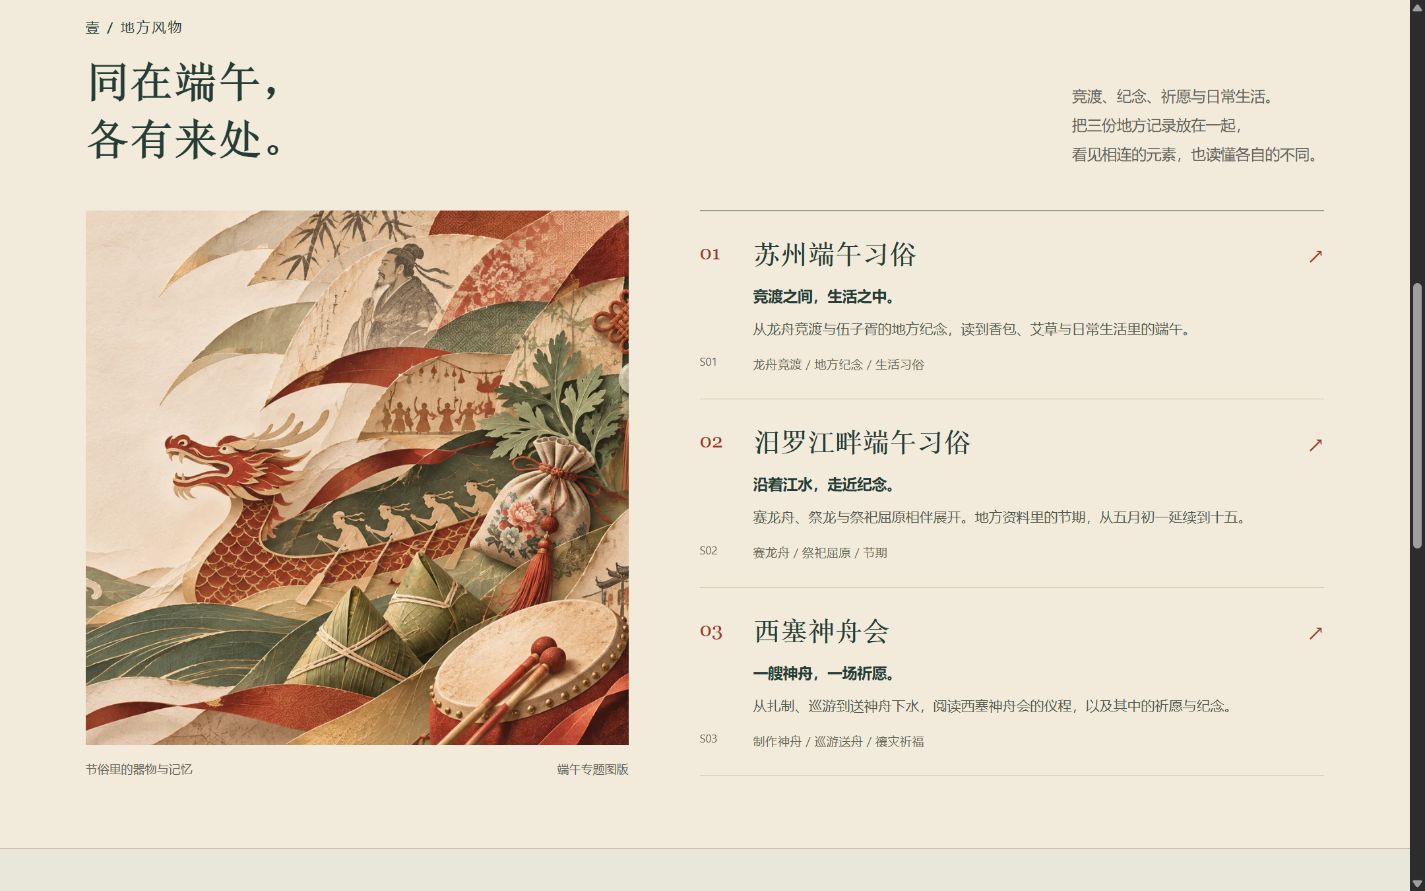 壹 / 地方风物
同在端午，
各有来处。
竞渡、纪念、祈愿与日常生活。
把三份地方记录放在一起，
看见相连的元素，也读懂各自的不同。
节俗里的器物与记忆
端午专题图版
01 苏州端午习俗 ↗
竞渡之间，生活之中。
从龙舟竞渡与伍子胥的地方纪念，读到香包、艾草与日常生活里的端午。
S01 龙舟竞渡 / 地方纪念 / 生活习俗
02 汨罗江畔端午习俗 ↗
沿着江水，走近纪念。
赛龙舟、祭龙与祭祀屈原相伴展开。地方资料里的节期，从五月初一延续到十五。
S02 赛龙舟 / 祭祀屈原 / 节期
03 西塞神舟会 ↗
一艘神舟，一场祈愿。
从扎制、巡游到送神舟下水，阅读西塞神舟会的仪程，以及其中的祈愿与纪念。
S03 制作神舟 / 巡游送舟 / 禳灾祈福